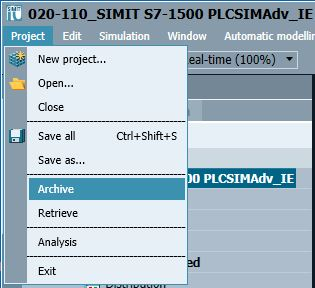 020-110_SIMIT S7-1500 PLCSIMAdv_IE
Project Edit Simulation Window Automatic modelling
New project... eal-time (100%)
Open...
Close
Save all Ctrl+Shift+S
Save as...
Archive 00 PLCSIMAdv_IE
Retrieve
Analysis
Exit
Distribution